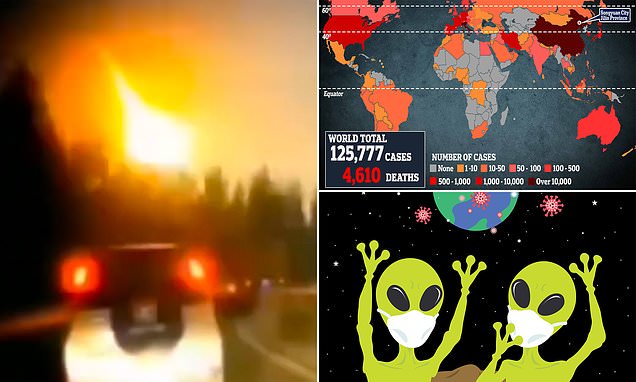 60°
Songyuan City
Jilin Province
40°
Equator
WORLD TOTAL
125,777 CASES
4,610 DEATHS
NUMBER OF CASES
None 1-10 10-50 50 - 100 100 - 500
500 - 1,000 1,000 - 10,000 Over 10,000